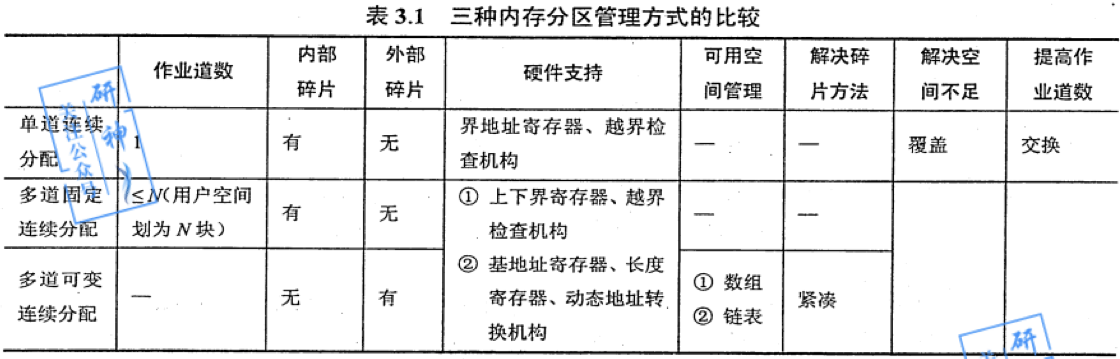 表 3.1 三种内存分区管理方式的比较
作业道数
内部
碎片
外部
碎片
硬件支持
可用空
间管理
解决碎
片方法
解决空
间不足
提高作
业道数
单道连续
分配
1
有
无
界地址寄存器、越界检
查机构
—
—
覆盖
交换
多道固定
连续分配
≤N(用户空间
划为 N 块)
有
无
① 上下界寄存器、越界
检查机构
② 基地址寄存器、长度
寄存器、动态地址转
换机构
—
—
多道可变
连续分配
—
无
有
① 数组
② 链表
紧凑
关注公众号
研神
研